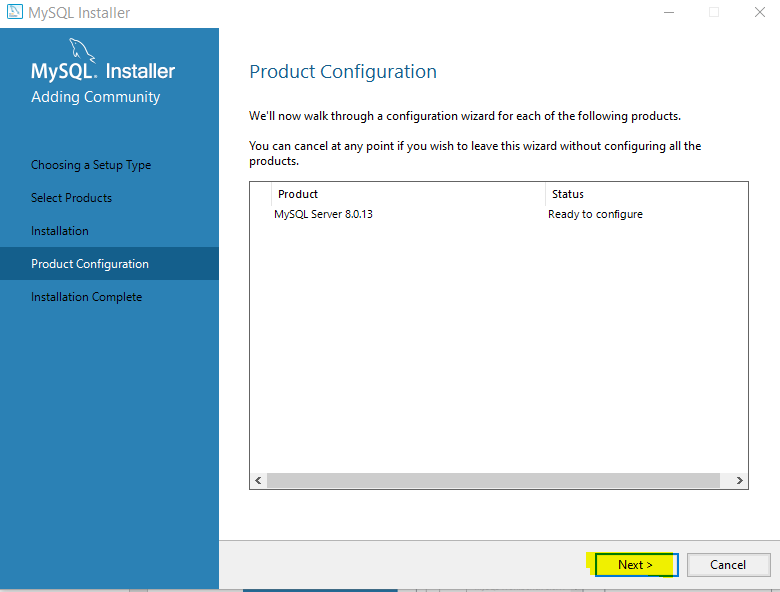 MySQL Installer
MySQL. Installer
Adding Community
Choosing a Setup Type
Select Products
Installation
Product Configuration
Installation Complete
Product Configuration
We'll now walk through a configuration wizard for each of the following products.
You can cancel at any point if you wish to leave this wizard without configuring all the
products.
Product Status
MySQL Server 8.0.13 Ready to configure
Next > Cancel